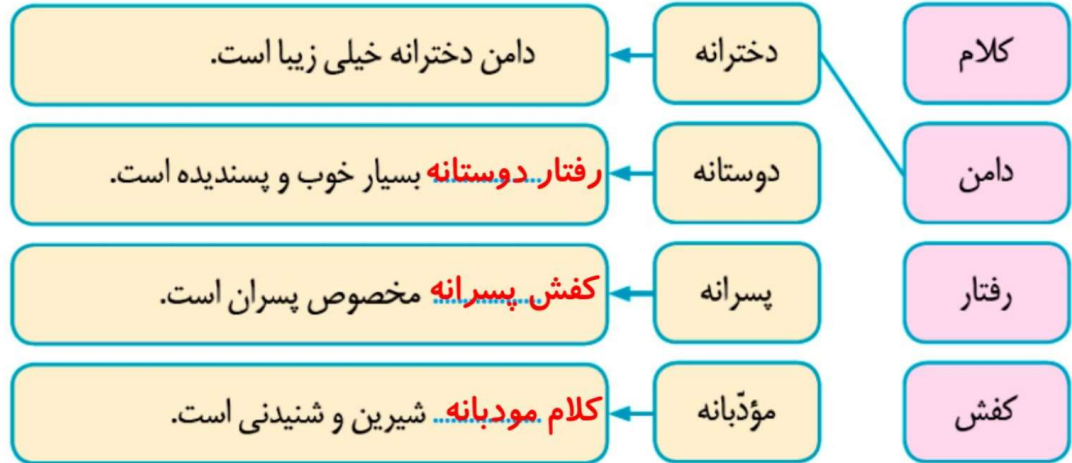 کلام دخترانه دامن دخترانه خیلی زیبا است.
دامن دوستانه رفتار دوستانه بسیار خوب و پسندیده است.
رفتار پسرانه کفش پسرانه مخصوص پسران است.
کفش مؤدّبانه کلام مودبانه شیرین و شنیدنی است.